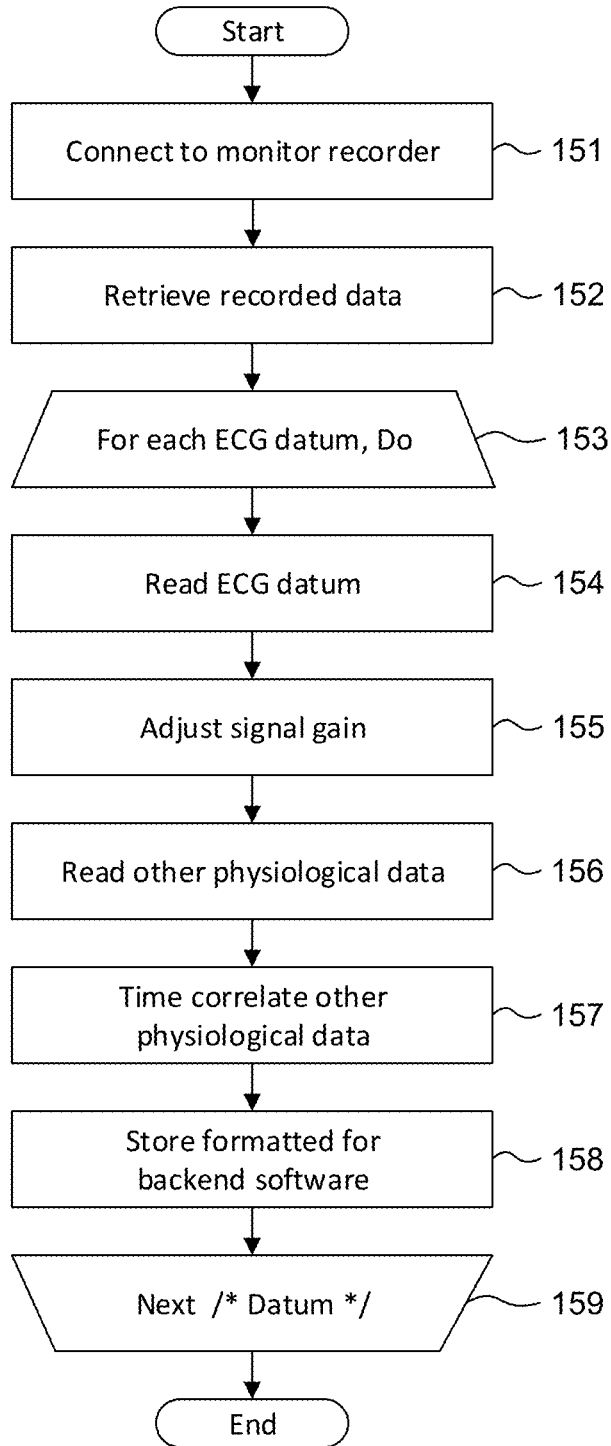 Start
Connect to monitor recorder
151
Retrieve recorded data
152
For each ECG datum, Do
153
Read ECG datum
154
Adjust signal gain
155
Read other physiological data
156
Time correlate other
physiological data
157
Store formatted for
backend software
158
Next /* Datum */
159
End